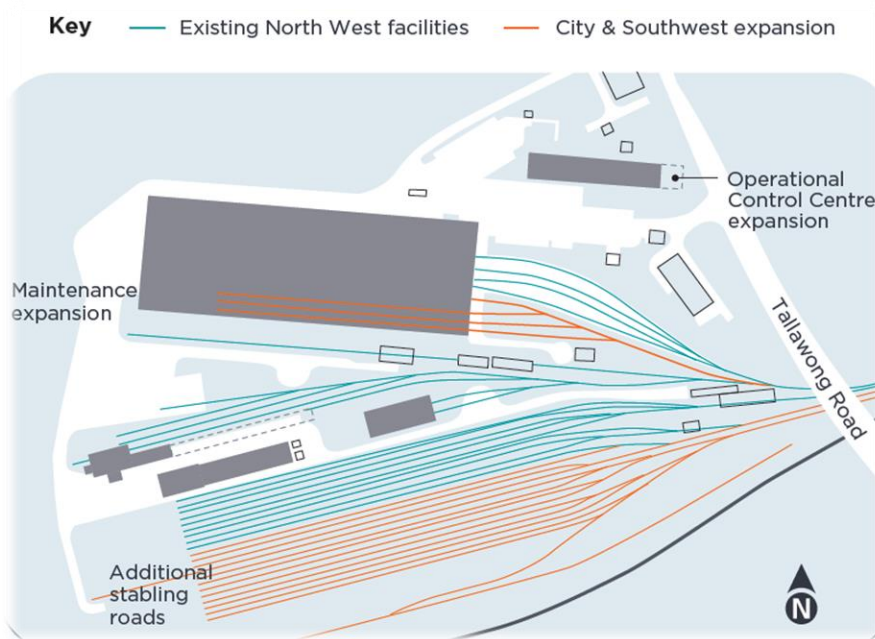 Key
Existing North West facilities
City & Southwest expansion
Operational
Control Centre
expansion
Maintenance
expansion
Tallawong Road
Additional
stabling
roads
N